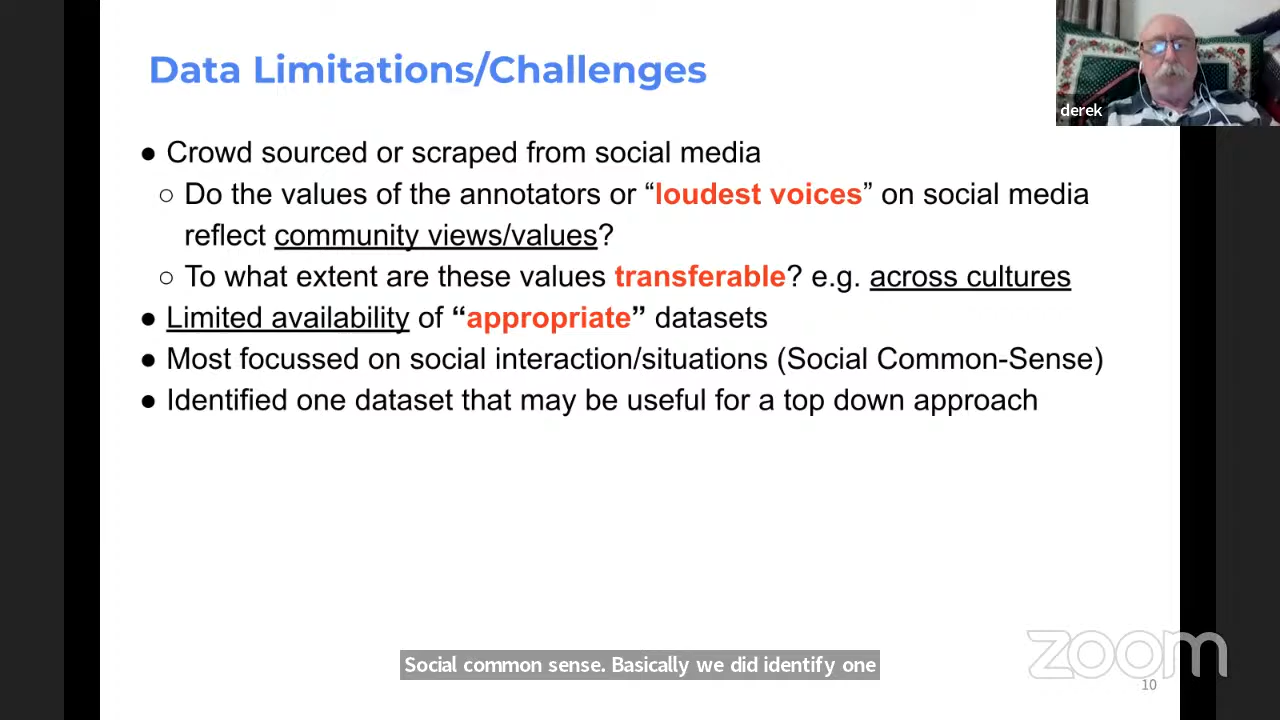 Data Limitations/Challenges
derek
● Crowd sourced or scraped from social media
○ Do the values of the annotators or “loudest voices” on social media
reflect community views/values?
○ To what extent are these values transferable? e.g. across cultures
● Limited availability of “appropriate” datasets
● Most focussed on social interaction/situations (Social Common-Sense)
● Identified one dataset that may be useful for a top down approach
Social common sense. Basically we did identify one
zoom
10